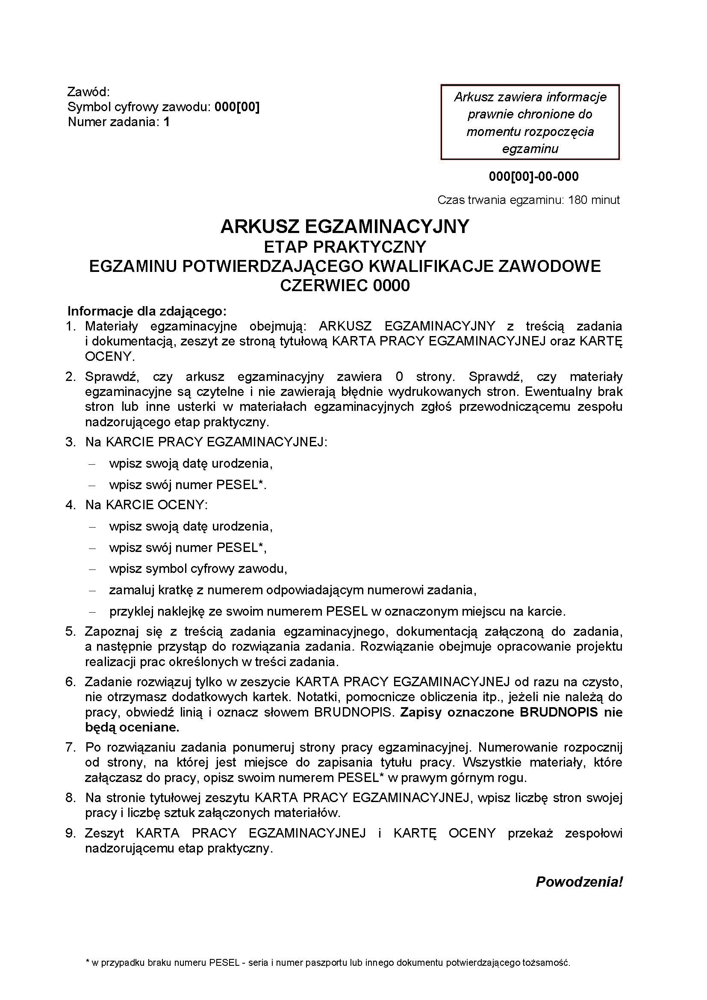 Zawód:
Symbol cyfrowy zawodu: 000[00]
Numer zadania: 1
Arkusz zawiera informacje
prawnie chronione do
momentu rozpoczęcia
egzaminu
000[00]-00-000
Czas trwania egzaminu: 180 minut
ARKUSZ EGZAMINACYJNY
ETAP PRAKTYCZNY
EGZAMINU POTWIERDZAJĄCEGO KWALIFIKACJE ZAWODOWE
CZERWIEC 0000
Informacje dla zdającego:
1. Materiały egzaminacyjne obejmują: ARKUSZ EGZAMINACYJNY z treścią zadania
i dokumentacją, zeszyt ze stroną tytułową KARTA PRACY EGZAMINACYJNEJ oraz KARTĘ
OCENY.
2. Sprawdź, czy arkusz egzaminacyjny zawiera 0 strony. Sprawdź, czy materiały
egzaminacyjne są czytelne i nie zawierają błędnie wydrukowanych stron. Ewentualny brak
stron lub inne usterki w materiałach egzaminacyjnych zgłoś przewodniczącemu zespołu
nadzorującego etap praktyczny.
3. Na KARCIE PRACY EGZAMINACYJNEJ:
– wpisz swoją datę urodzenia,
– wpisz swój numer PESEL*.
4. Na KARCIE OCENY:
– wpisz swoją datę urodzenia,
– wpisz swój numer PESEL*,
– wpisz symbol cyfrowy zawodu,
– zamaluj kratkę z numerem odpowiadającym numerowi zadania,
– przyklej naklejkę ze swoim numerem PESEL w oznaczonym miejscu na karcie.
5. Zapoznaj się z treścią zadania egzaminacyjnego, dokumentacją załączoną do zadania,
a następnie przystąp do rozwiązania zadania. Rozwiązanie obejmuje opracowanie projektu
realizacji prac określonych w treści zadania.
6. Zadanie rozwiązuj tylko w zeszycie KARTA PRACY EGZAMINACYJNEJ od razu na czysto,
nie otrzymasz dodatkowych kartek. Notatki, pomocnicze obliczenia itp., jeżeli nie należą do
pracy, obwiedź linią i oznacz słowem BRUDNOPIS. Zapisy oznaczone BRUDNOPIS nie
będą oceniane.
7. Po rozwiązaniu zadania ponumeruj strony pracy egzaminacyjnej. Numerowanie rozpocznij
od strony, na której jest miejsce do zapisania tytułu pracy. Wszystkie materiały, które
załączasz do pracy, opisz swoim numerem PESEL* w prawym górnym rogu.
8. Na stronie tytułowej zeszytu KARTA PRACY EGZAMINACYJNEJ, wpisz liczbę stron swojej
pracy i liczbę sztuk załączonych materiałów.
9. Zeszyt KARTA PRACY EGZAMINACYJNEJ i KARTĘ OCENY przekaż zespołowi
nadzorującemu etap praktyczny.
Powodzenia!
* w przypadku braku numeru PESEL - seria i numer paszportu lub innego dokumentu potwierdzającego tożsamość.